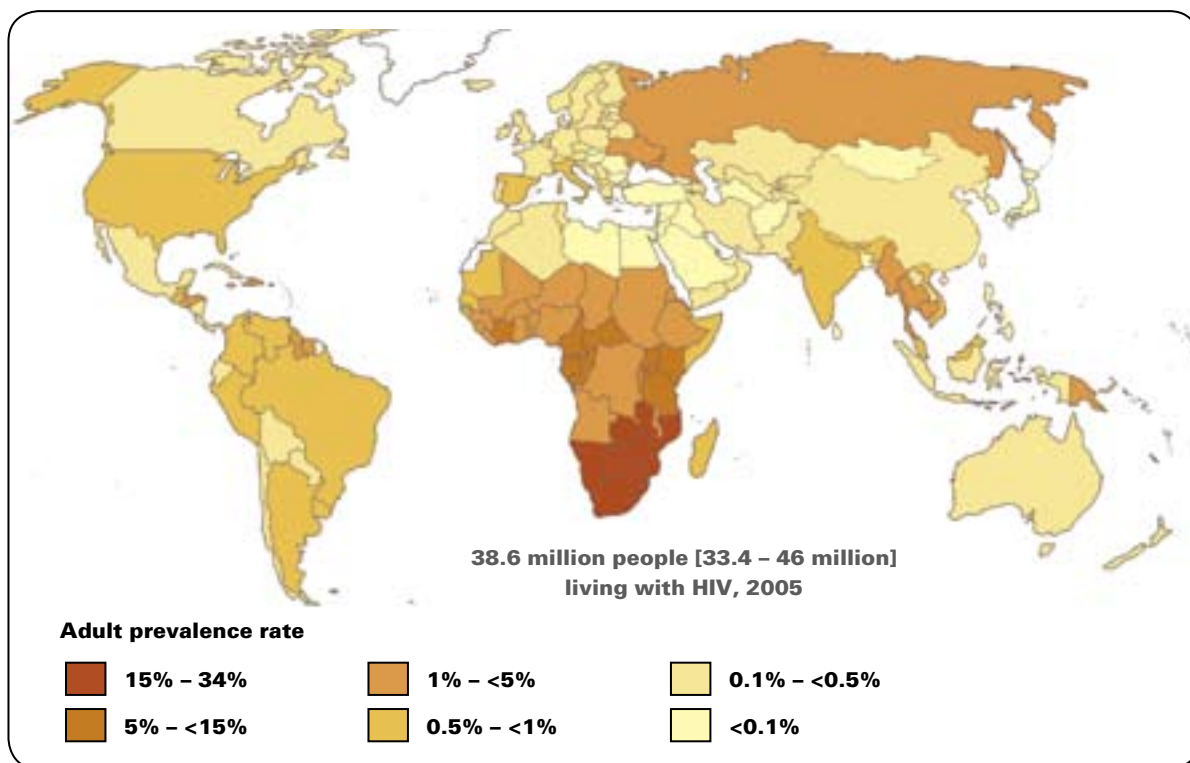 38.6 million people [33.4 – 46 million]
living with HIV, 2005
Adult prevalence rate
15% – 34%
1% – <5%
0.1% – <0.5%
5% – <15%
0.5% – <1%
<0.1%